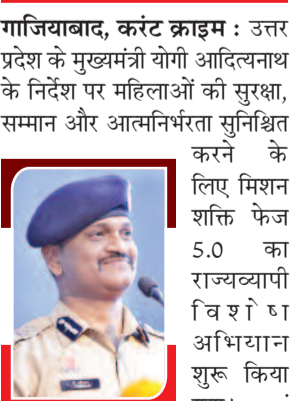 गाजियाबाद, करंट क्राइम : उत्तर
प्रदेश के मुख्यमंत्री योगी आदित्यनाथ
के निर्देश पर महिलाओं की सुरक्षा,
सम्मान और आत्मनिर्भरता सुनिश्चित
करने के
लिए मिशन
शक्ति फेज
5.0 का
राज्यव्यापी
विशेष
अभियान
शुरू किया